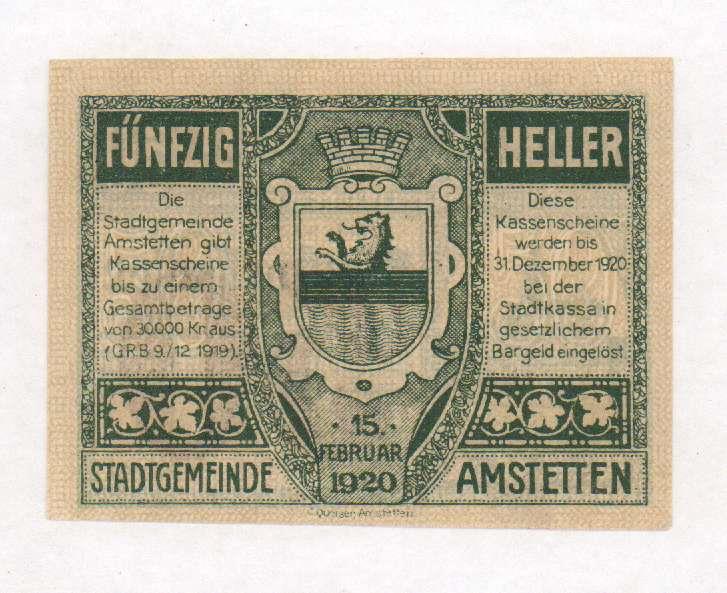 FÜNFZIG
HELLER
Die
Stadtgemeinde
Amstetten gibt
Kassenscheine
bis zu einem
Gesamtbetrage
von 30.000 Kr. aus
(G.R.B 9./12. 1919).
Diese
Kassenscheine
werden bis
31. Dezember 1920
bei der
Stadtkassa in
gesetzlichem
Bargeld eingelöst
· 15. ·
FEBRUAR
1920
STADTGEMEINDE
AMSTETTEN
Amstetten